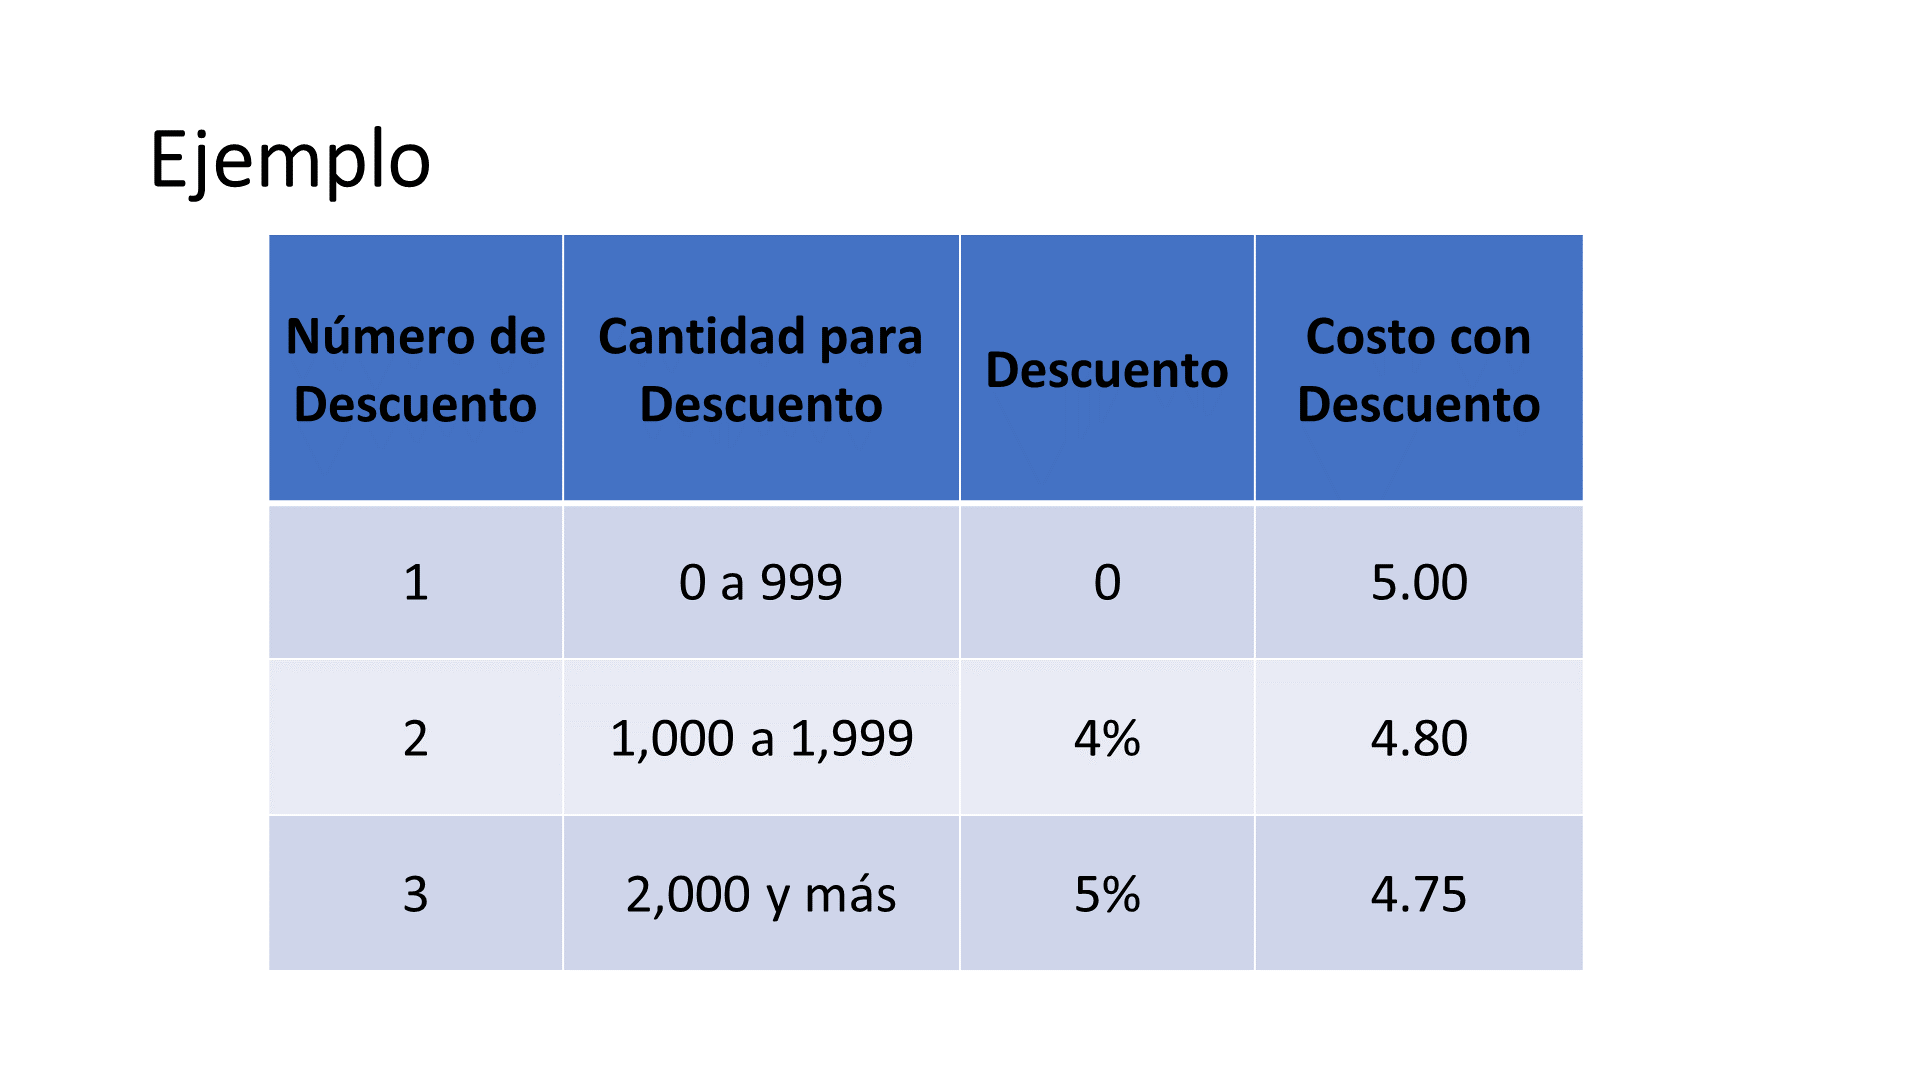 Ejemplo
Número de Descuento
Cantidad para Descuento
Descuento
Costo con Descuento
1
0 a 999
0
5.00
2
1,000 a 1,999
4%
4.80
3
2,000 y más
5%
4.75